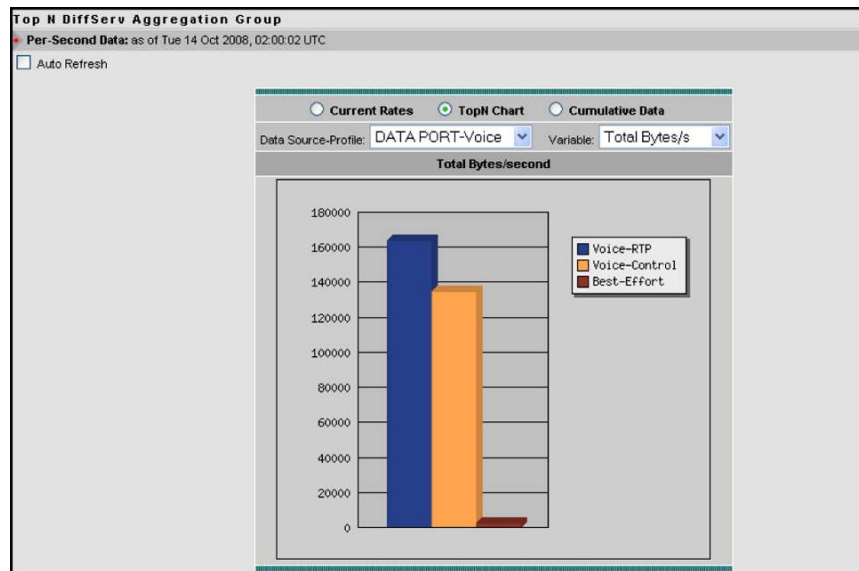 Top N DiffServ Aggregation Group
Per-Second Data: as of Tue 14 Oct 2008, 02:00:02 UTC
Auto Refresh
Current Rates TopN Chart Cumulative Data
Data Source-Profile: DATA PORT-Voice Variable: Total Bytes/s
Total Bytes/second
180000
160000
140000
120000
100000
80000
60000
40000
20000
0
Voice-RTP
Voice-Control
Best-Effort